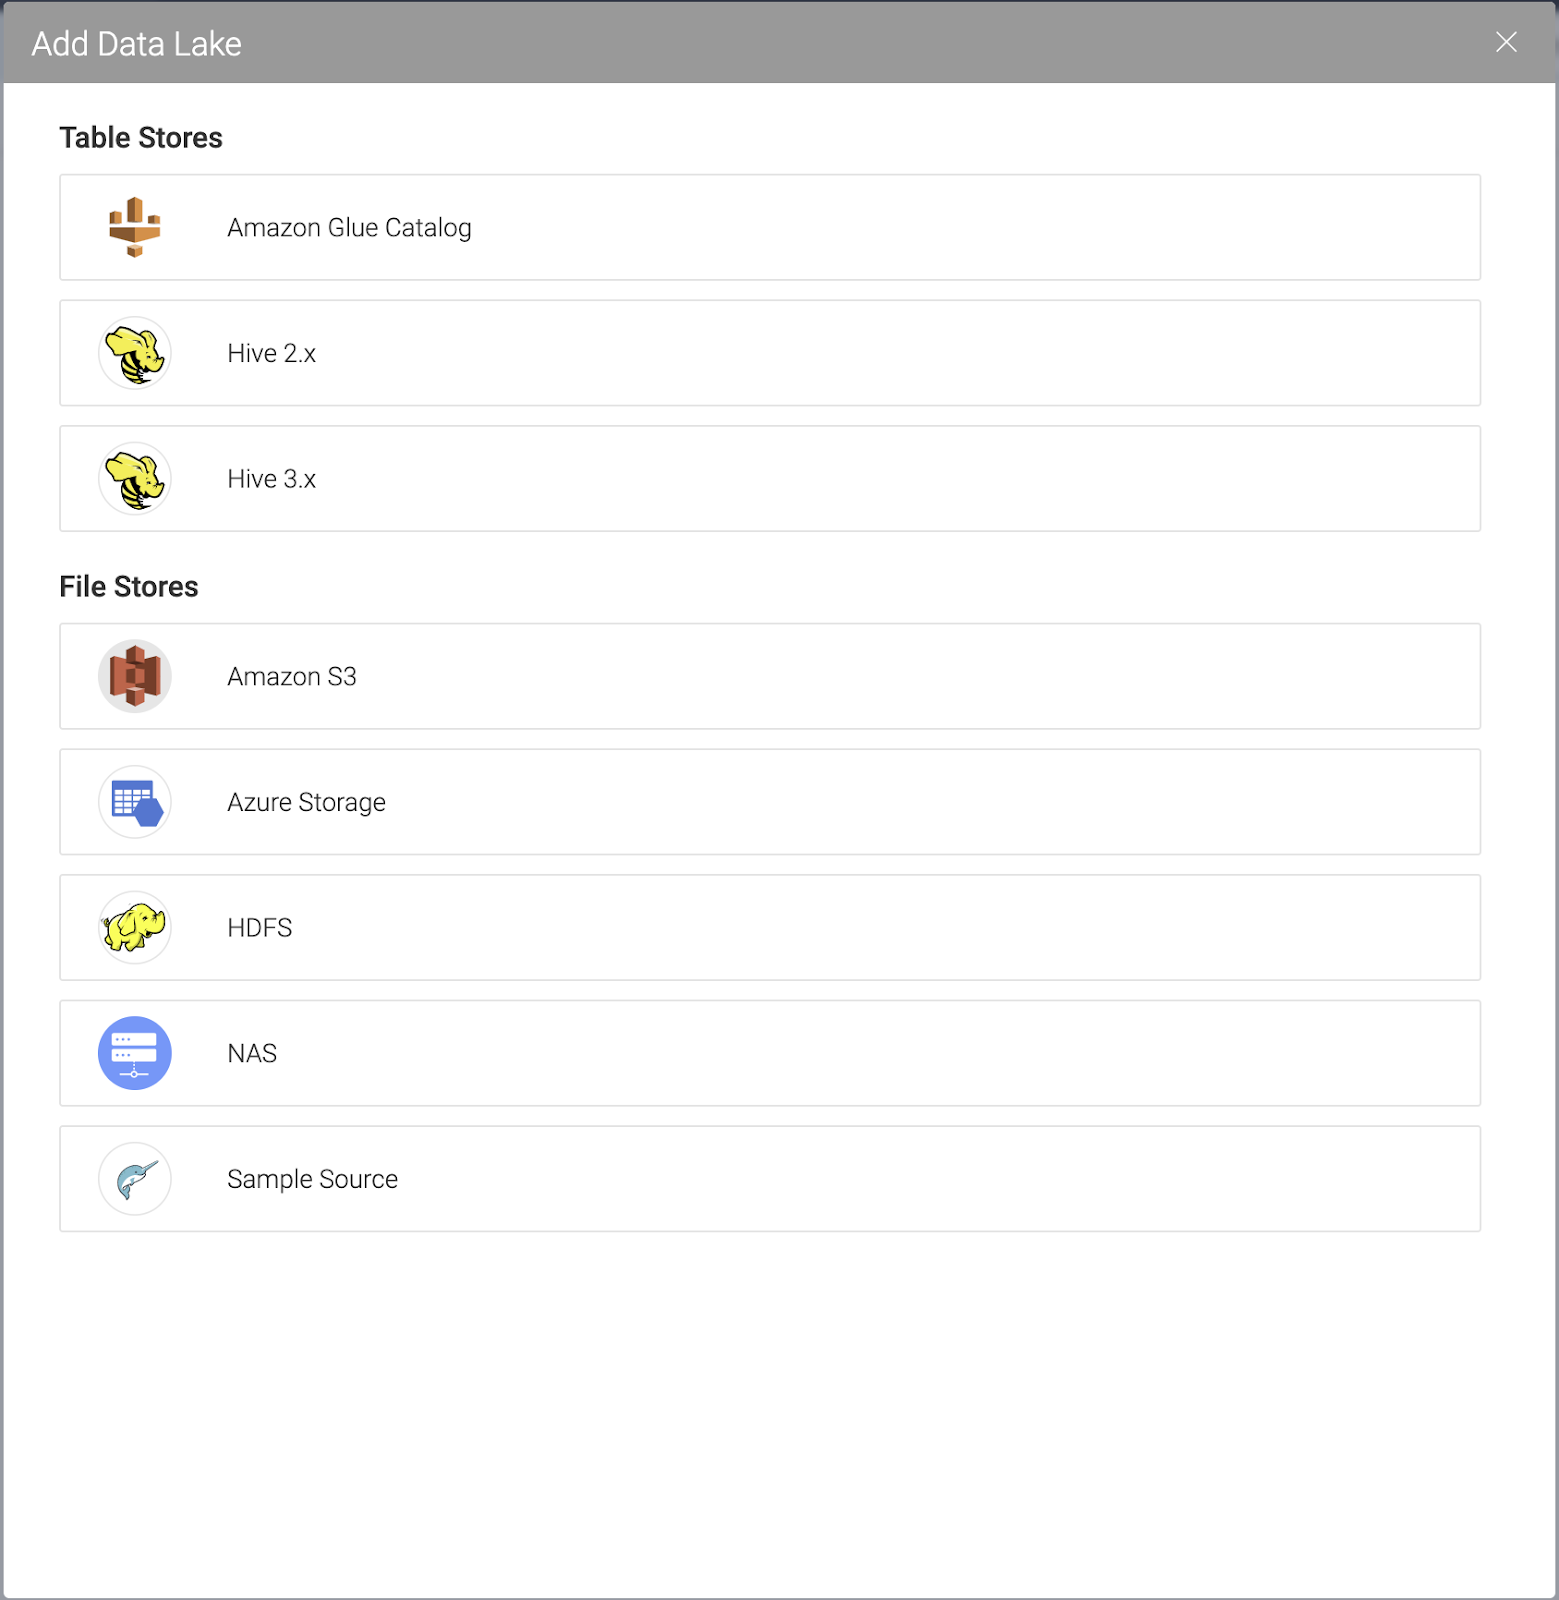 Add Data Lake
Table Stores
Amazon Glue Catalog
Hive 2.x
Hive 3.x
File Stores
Amazon S3
Azure Storage
HDFS
NAS
Sample Source